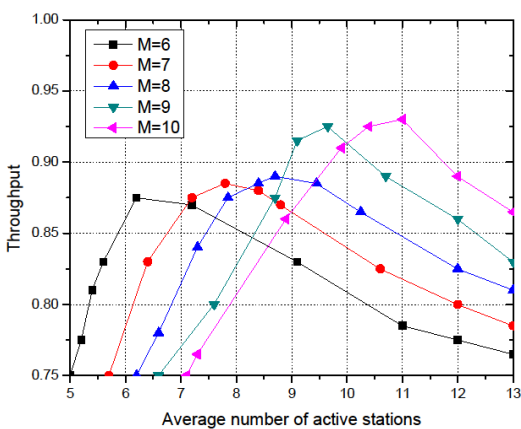 1.00
0.95
0.90
0.85
0.80
0.75
Throughput
M=6
M=7
M=8
M=9
M=10
5 6 7 8 9 10 11 12 13
Average number of active stations